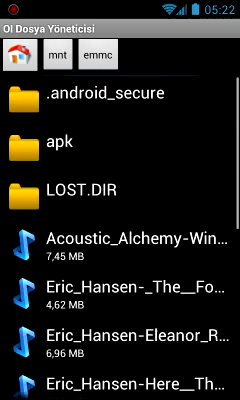 05:22
OI Dosya Yöneticisi
mnt emmc
.android_secure
apk
LOST.DIR
Acoustic_Alchemy-Win...
7,45 MB
Eric_Hansen-_The__Fo...
4,62 MB
Eric_Hansen-Eleanor_R...
6,96 MB
Eric_Hansen-Here__Th...